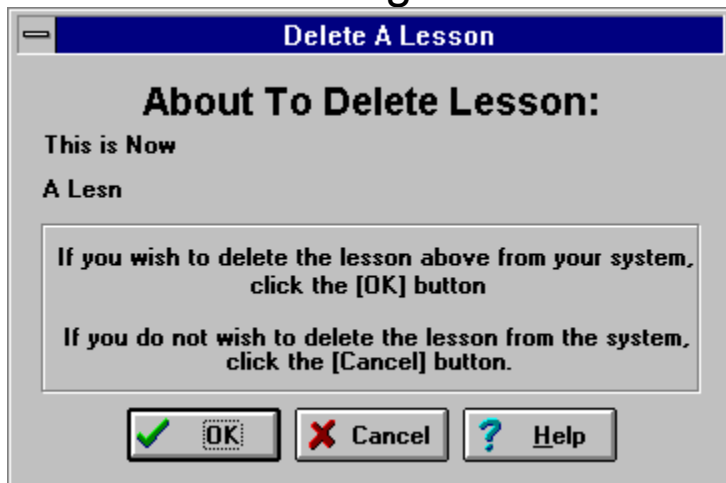 Delete A Lesson
About To Delete Lesson:
This is Now
A Lesn
If you wish to delete the lesson above from your system,
click the [OK] button
If you do not wish to delete the lesson from the system,
click the [Cancel] button.
OK Cancel Help